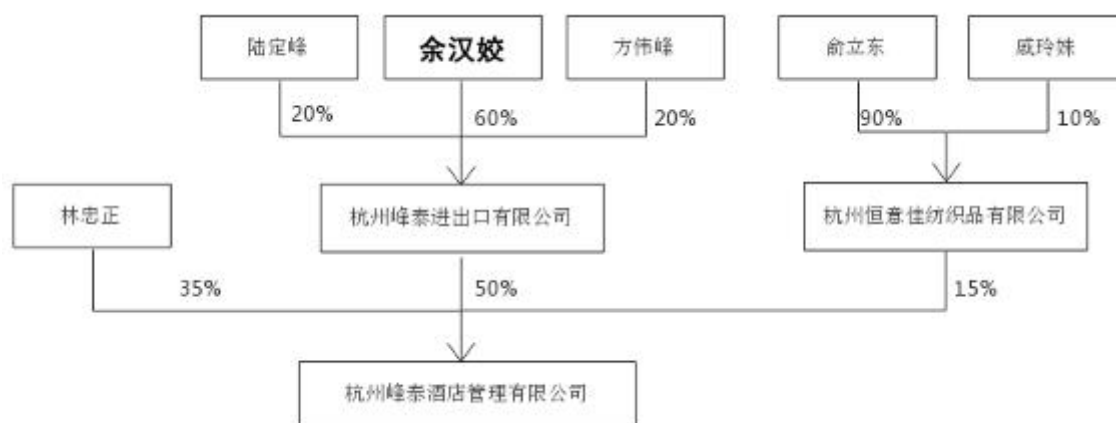 陆定峰 余汉姣 方伟峰 俞立东 戚玲姝
20% 60% 20% 90% 10%
林忠正 杭州峰泰进出口有限公司 杭州恒意佳纺织品有限公司
35% 50% 15%
杭州峰泰酒店管理有限公司